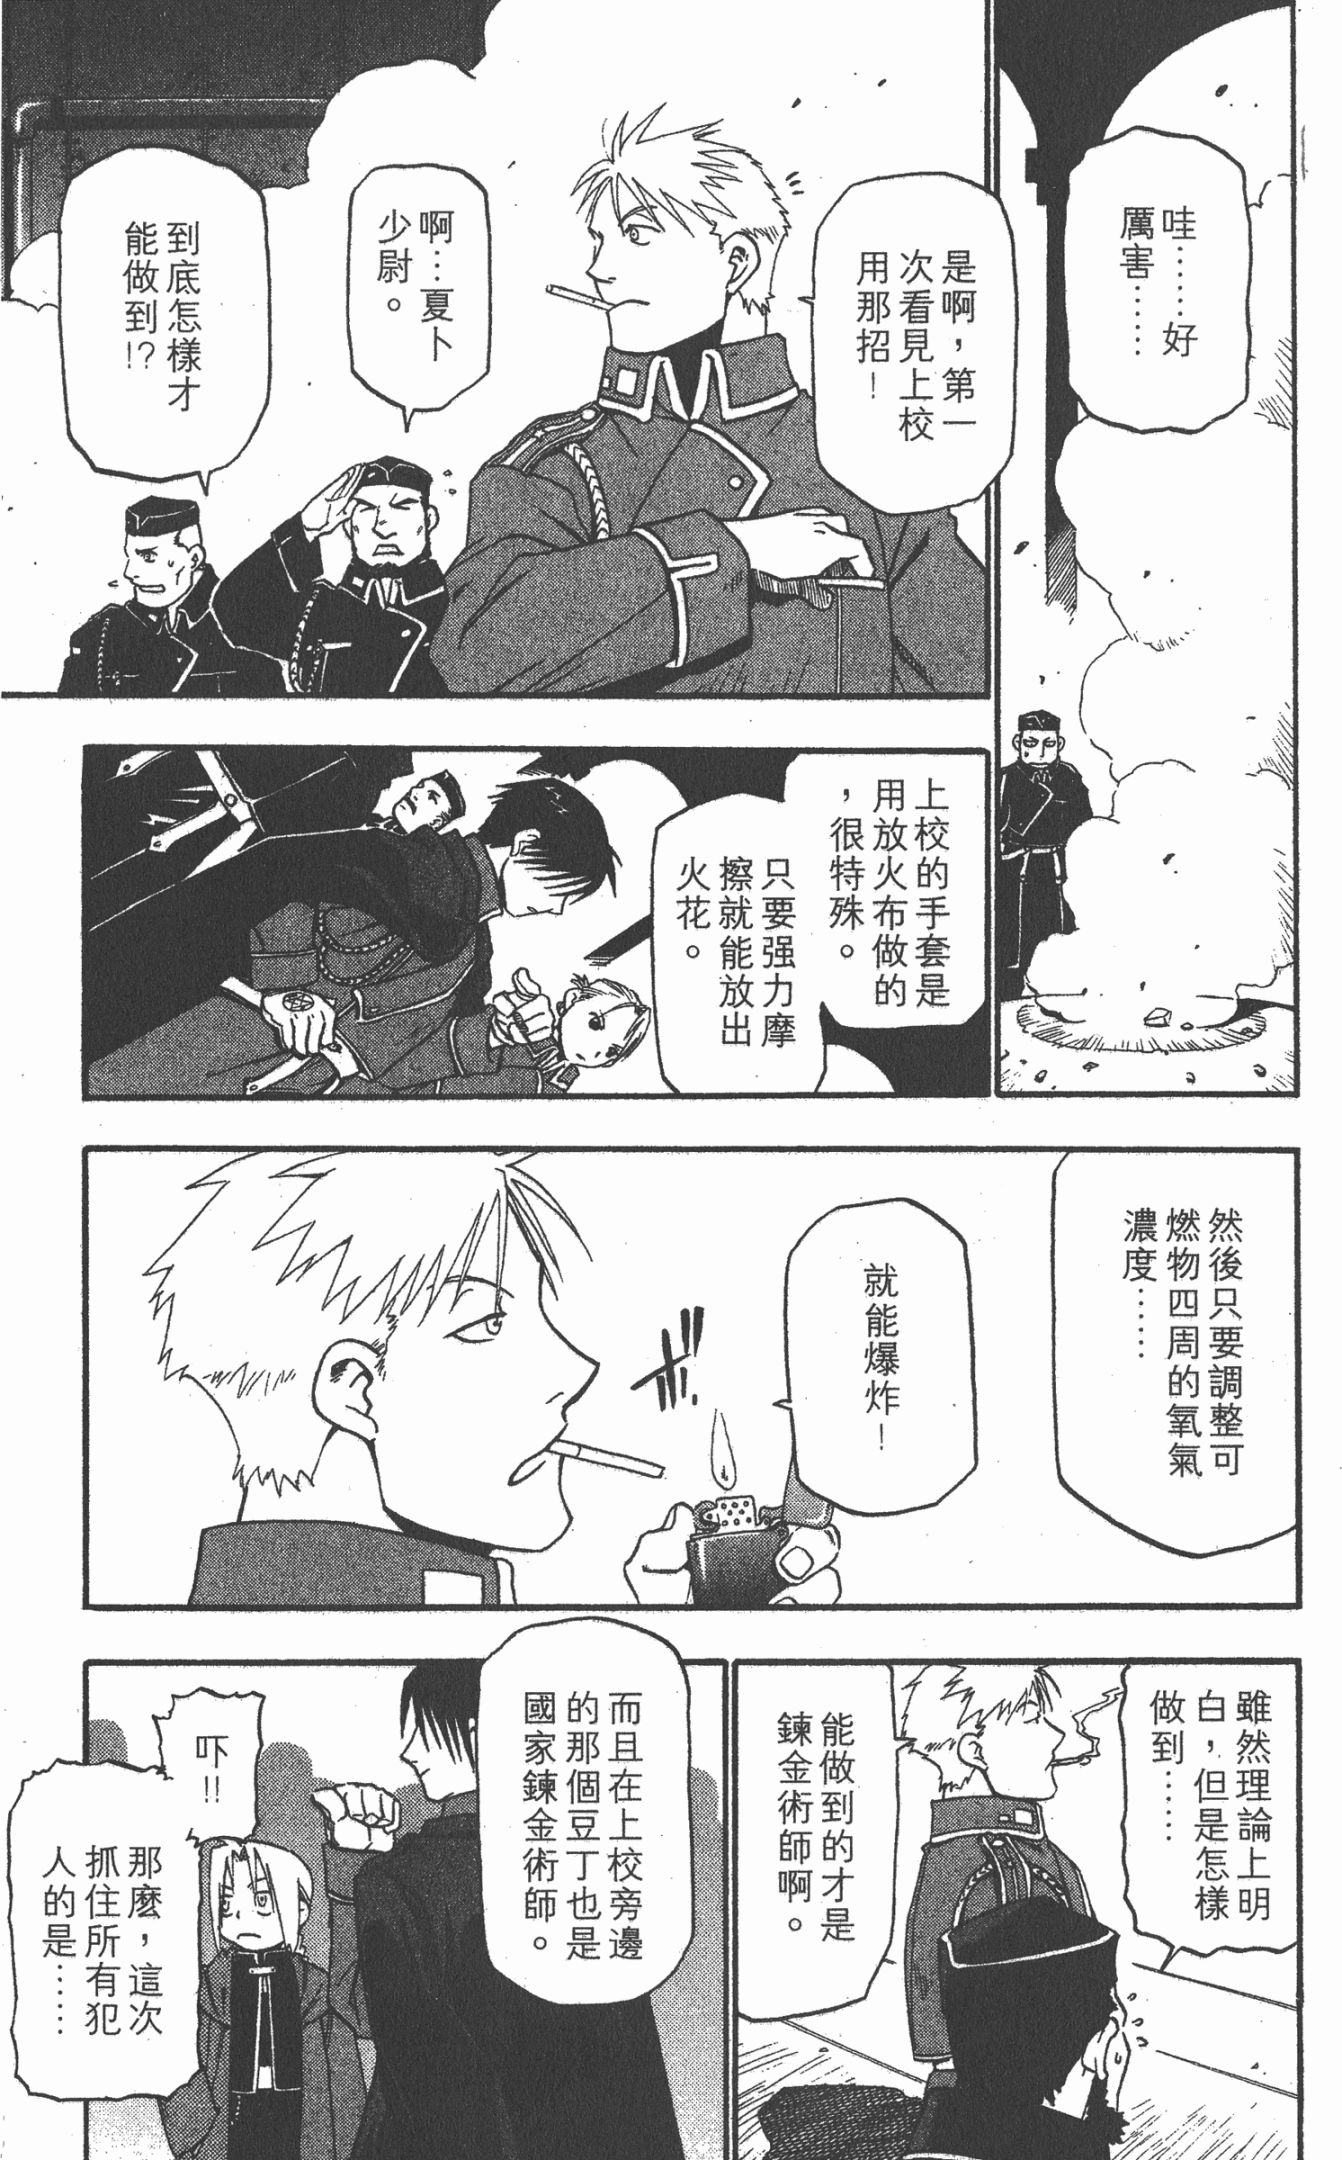 哇………好
厲害……
是啊，第一
次看見上校
用那招！
啊…夏卜
少尉。
到底怎樣才
能做到!?
上校的手套是
用放火布做的
，很特殊。
只要强力摩
擦就能放出
火花。
然後只要調整可
燃物四周的氧氣
濃度……
就能爆炸！
ボッ
雖然理論上明
白，但是怎樣
做到……
能做到的才是
鍊金術師啊。
而且在上校旁邊
的那個豆丁也是
國家鍊金術師。
吓!!
那麼，這次
抓住所有犯
人的是……